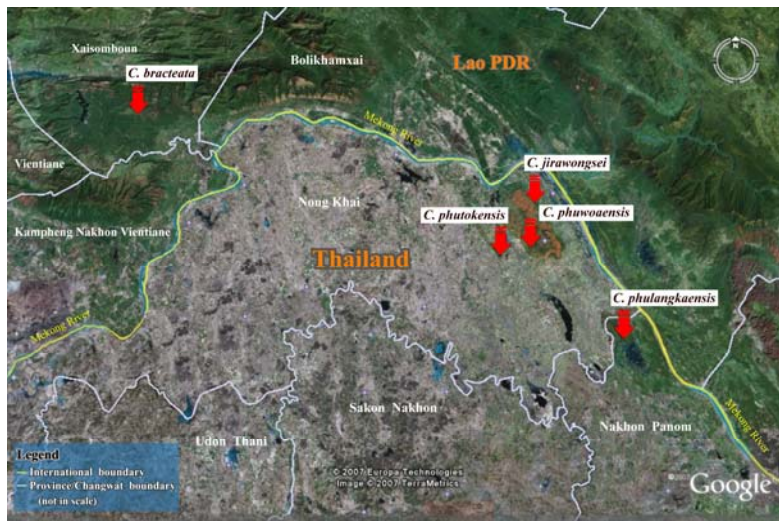 Xaisomboun
Bolikhamxai
Lao PDR
N
C. bracteata
Mekong River
Vientiane
C. jirawongsei
Noug Khai
C. phutokensis
C. phuwoaensis
Kampheng Nakhon Vientiane
Thailand
C. phulangkaensis
Mekong River
Sakon Nakhon
Nakhon Panom
Mekong River
Udon Thani
Legend
International boundary
Province/Changwat boundary
(not in scale)
© 2007 Europa Technologies
Image © 2007 TerraMetrics
Google